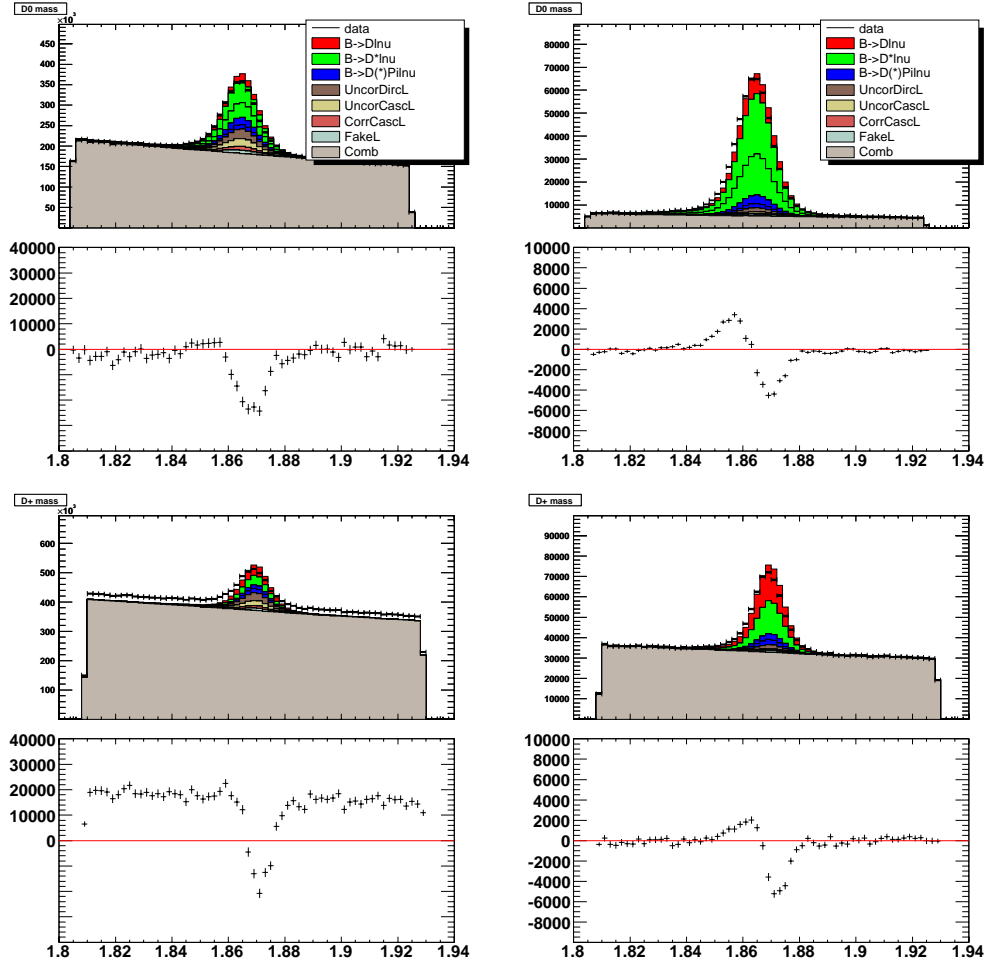 D0 mass
×10³
450
400
350
300
250
200
150
100
50
data
B->Dlnu
B->D*lnu
B->D(*)Pilnu
UncorDircL
UncorCascL
CorrCascL
FakeL
Comb
40000
30000
20000
10000
0
1.8 1.82 1.84 1.86 1.88 1.9 1.92 1.94
D0 mass
80000
70000
60000
50000
40000
30000
20000
10000
data
B->Dlnu
B->D*lnu
B->D(*)Pilnu
UncorDircL
UncorCascL
CorrCascL
FakeL
Comb
10000
8000
6000
4000
2000
0
-2000
-4000
-6000
-8000
1.8 1.82 1.84 1.86 1.88 1.9 1.92 1.94
D+ mass
×10³
600
500
400
300
200
100
40000
30000
20000
10000
0
1.8 1.82 1.84 1.86 1.88 1.9 1.92 1.94
D+ mass
90000
80000
70000
60000
50000
40000
30000
20000
10000
10000
8000
6000
4000
2000
0
-2000
-4000
-6000
-8000
1.8 1.82 1.84 1.86 1.88 1.9 1.92 1.94